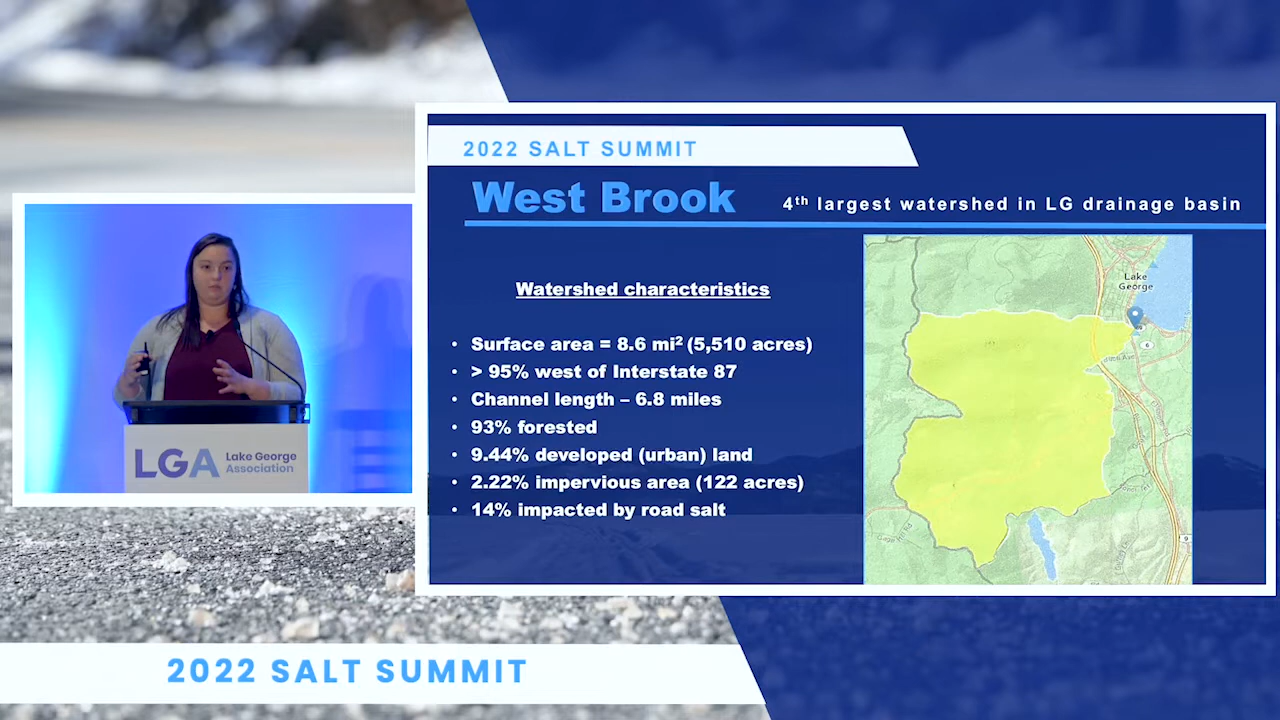 2022 SALT SUMMIT
West Brook
4th largest watershed in LG drainage basin
Watershed characteristics
• Surface area = 8.6 mi² (5,510 acres)
• > 95% west of Interstate 87
• Channel length – 6.8 miles
• 93% forested
• 9.44% developed (urban) land
• 2.22% impervious area (122 acres)
• 14% impacted by road salt
Lake
George
6
9
LGA Lake George
Association
2022 SALT SUMMIT